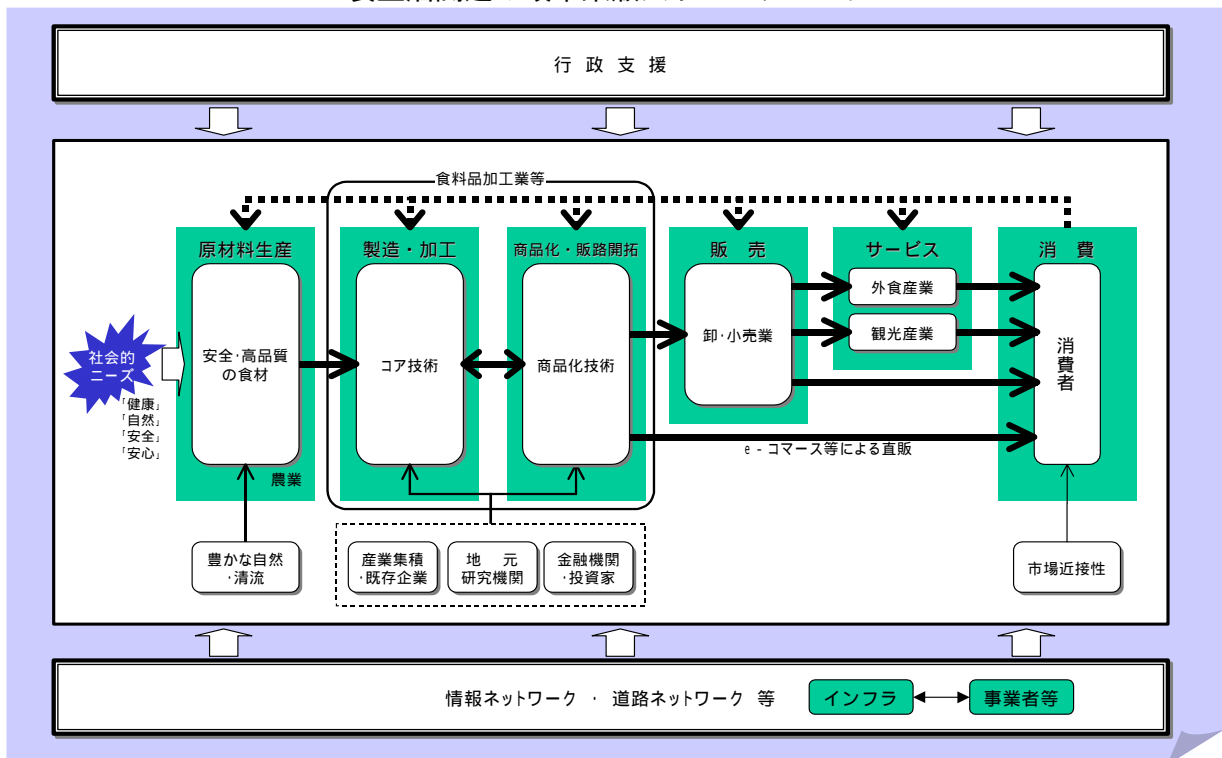 行政支援
食料品加工業等
原材料生産
製造・加工
商品化・販路開拓
販売
サービス
消費
社会的
ニーズ
「健康」
「自然」
「安全」
「安心」
安全・高品質
の食材
農業
コア技術
商品化技術
卸・小売業
外食産業
観光産業
消費者
e‐コマース等による直販
豊かな自然
・清流
産業集積
・既存企業
地元
研究機関
金融機関
・投資家
市場近接性
情報ネットワーク ・ 道路ネットワーク 等
インフラ
事業者等